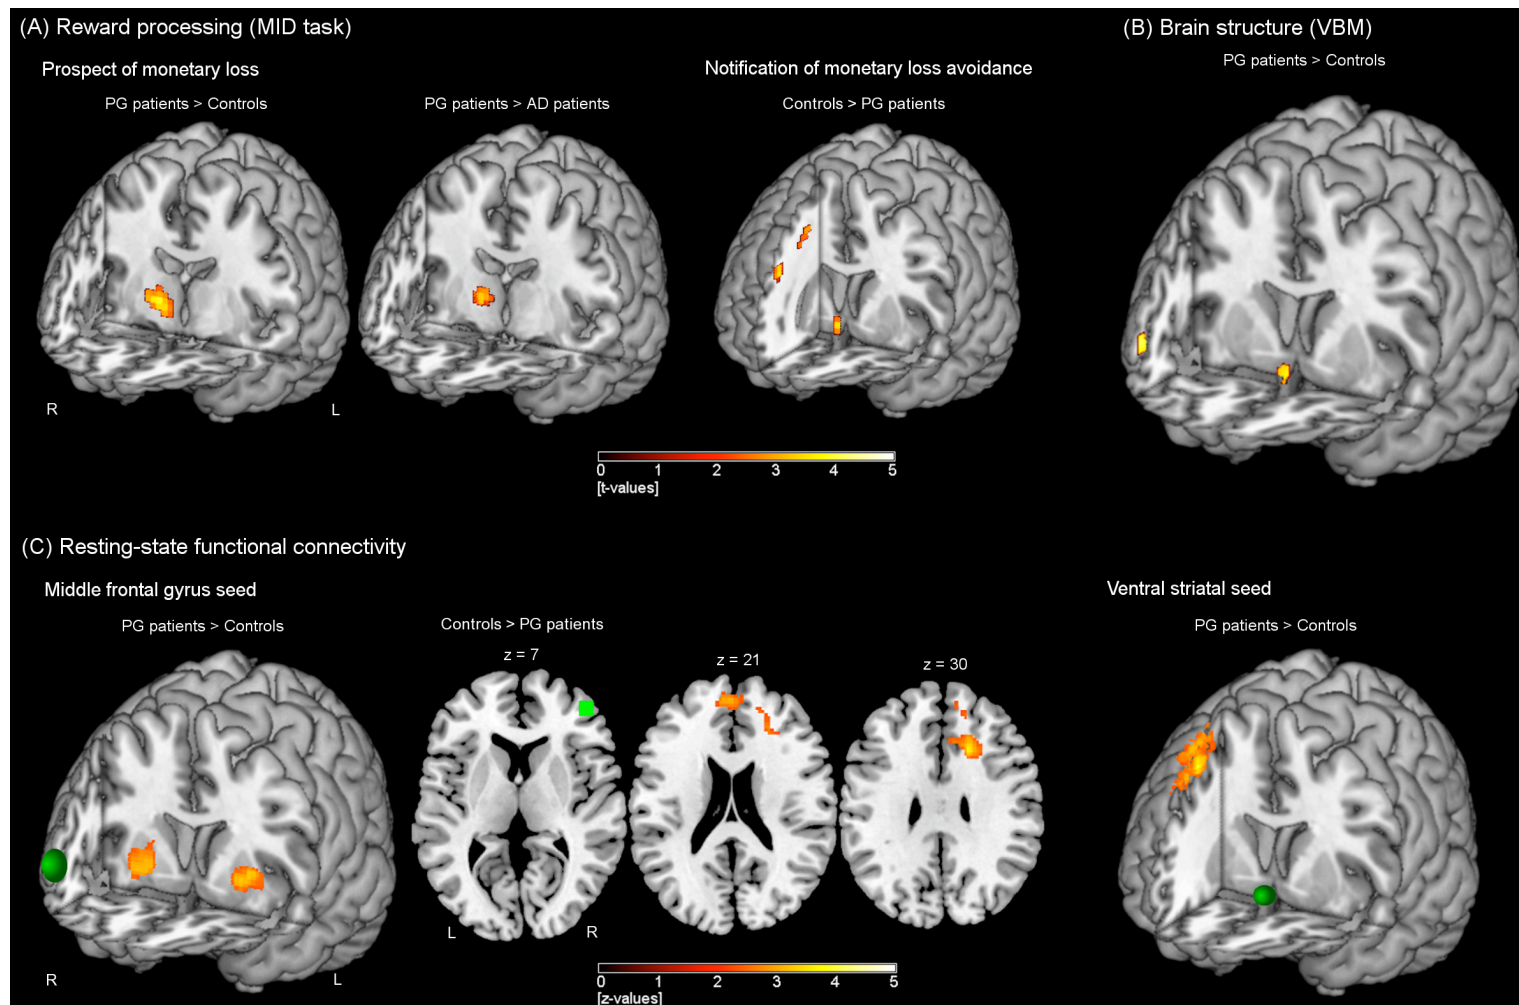 (A) Reward processing (MID task)
(B) Brain structure (VBM)
Prospect of monetary loss
Notification of monetary loss avoidance
PG patients > Controls
PG patients > Controls
PG patients > AD patients
Controls > PG patients
R
L
0 1 2 3 4 5
[t-values]
(C) Resting-state functional connectivity
Middle frontal gyrus seed
Ventral striatal seed
PG patients > Controls
Controls > PG patients
PG patients > Controls
z = 7
z = 21
z = 30
L
R
R
L
0 1 2 3 4 5
[z-values]